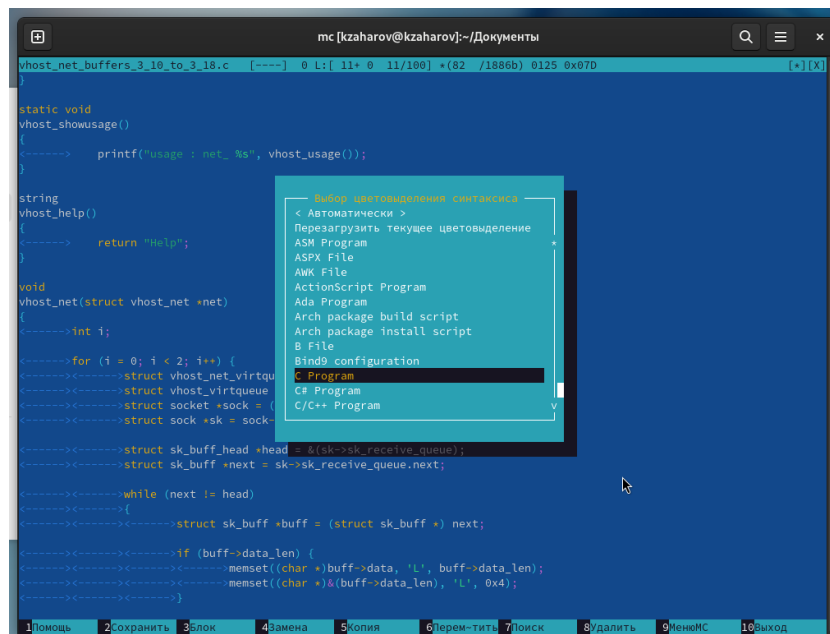 mc [kzaharov@kzaharov]:~/Документы
vhost_net_buffers_3_10_to_3_18.c [----] 0 L:[ 11+ 0 11/100] *(82 /1886b) 0125 0x07D [*][X]
}
static void
vhost_showusage()
{
<------> printf("usage : net_ %s", vhost_usage());
}
string
vhost_help()
{
<------> return "Help";
}
void
vhost_net(struct vhost_net *net)
{
<------>int i;
<------>for (i = 0; i < 2; i++) {
<------><------>struct vhost_net_virtqu
<------><------>struct vhost_virtqueue
<------><------>struct socket *sock = (
<------><------>struct sock *sk = sock-
<------><------>struct sk_buff_head *head = &(sk->sk_receive_queue);
<------><------>struct sk_buff *next = sk->sk_receive_queue.next;
<------><------>while (next != head)
<------><------>{
<------><------><------>struct sk_buff *buff = (struct sk_buff *) next;
<------><------><------>if (buff->data_len) {
<------><------><------><------>memset((char *)buff->data, 'L', buff->data_len);
<------><------><------><------>memset((char *)&(buff->data_len), 'L', 0x4);
<------><------><------>}
Выбор цветовыделения синтаксиса
< Автоматически >
Перезагрузить текущее цветовыделение
ASM Program
ASPX File
AWK File
ActionScript Program
Ada Program
Arch package build script
Arch package install script
B File
Bind9 configuration
C Program
C# Program
C/C++ Program
1Помощь 2Сохранить 3Блок 4Замена 5Копия 6Перем~тить 7Поиск 8Удалить 9МенюMC 10Выход